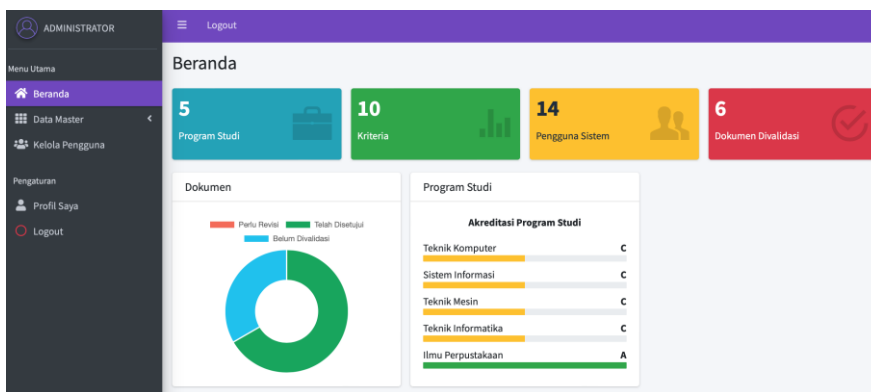 ADMINISTRATOR
Menu Utama
Beranda
Data Master
Kelola Pengguna
Pengaturan
Profil Saya
Logout
Logout
Beranda
5
Program Studi
10
Kriteria
14
Pengguna Sistem
6
Dokumen Divalidasi
Dokumen
Perlu Revisi Telah Disetujui
Belum Divalidasi
Program Studi
Akreditasi Program Studi
Teknik Komputer C
Sistem Informasi C
Teknik Mesin C
Teknik Informatika C
Ilmu Perpustakaan A